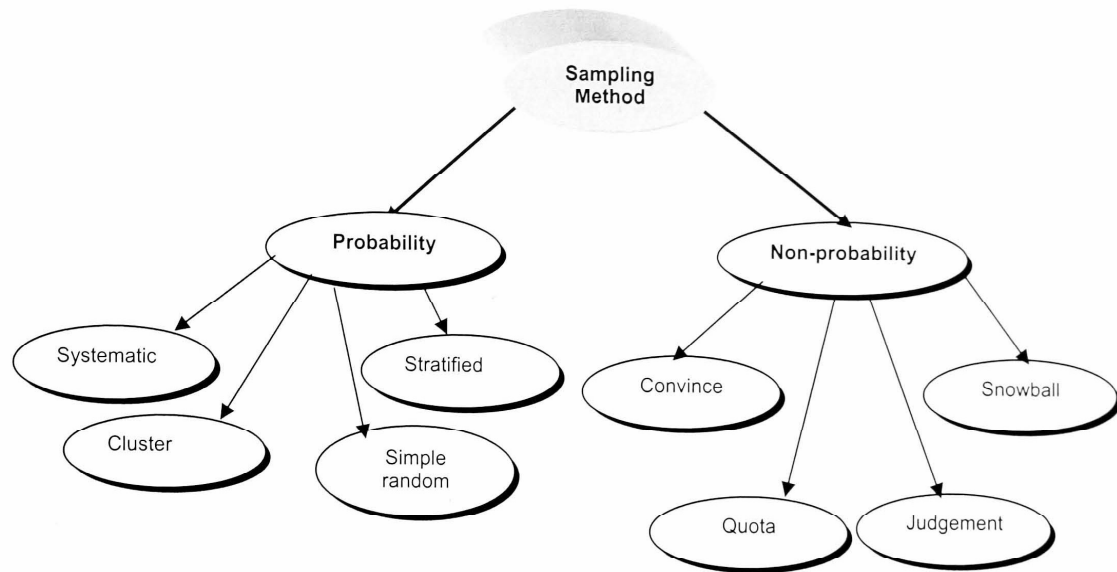 Sampling
Method
Probability
Non-probability
Systematic
Stratified
Convince
Snowball
Cluster
Simple
random
Quota
Judgement